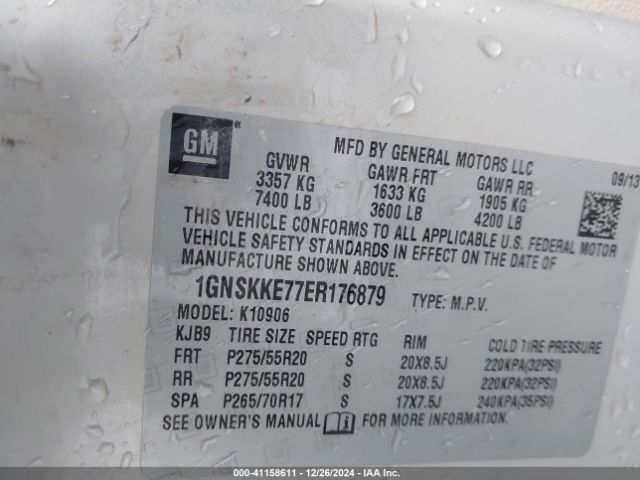 GM
MFD BY GENERAL MOTORS LLC
GVWR GAWR FRT GAWR RR 09/13
3357 KG 1633 KG 1905 KG
7400 LB 3600 LB 4200 LB
THIS VEHICLE CONFORMS TO ALL APPLICABLE U.S. FEDERAL MOTOR
VEHICLE SAFETY STANDARDS IN EFFECT ON THE DATE OF
MANUFACTURE SHOWN ABOVE.
1GNSKKE77ER176879 TYPE: M.P.V.
MODEL: K10906
KJB9 TIRE SIZE SPEED RTG RIM COLD TIRE PRESSURE
FRT P275/55R20 S 20X8.5J 220KPA(32PSI)
RR P275/55R20 S 20X8.5J 220KPA(32PSI)
SPA P265/70R17 S 17X7.5J 240KPA(35PSI)
SEE OWNER'S MANUAL FOR MORE INFORMATION.
000-41158611 - 12/26/2024 - IAA Inc.